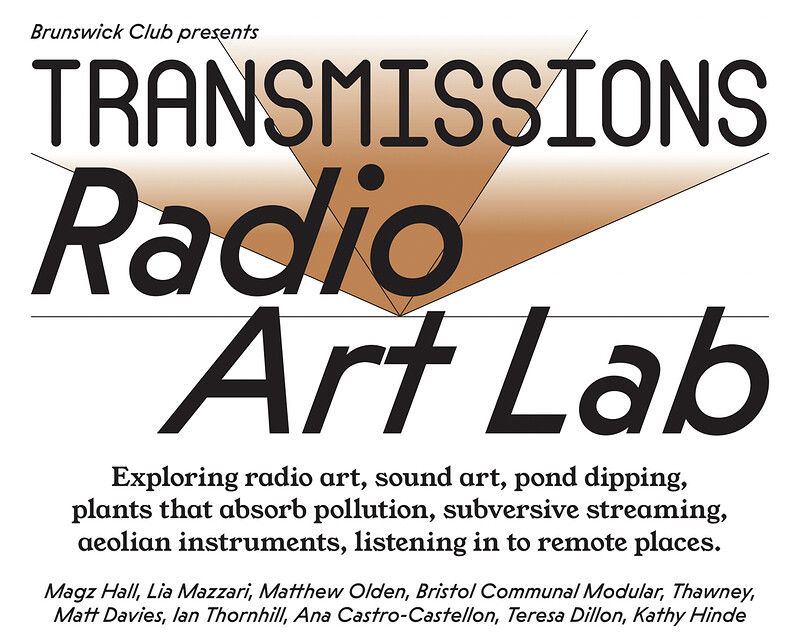 Brunswick Club presents
TRANSMISSIONS
Radio
Art Lab
Exploring radio art, sound art, pond dipping,
plants that absorb pollution, subversive streaming,
aeolian instruments, listening in to remote places.
Magz Hall, Lia Mazzari, Matthew Olden, Bristol Communal Modular, Thawney,
Matt Davies, Ian Thornhill, Ana Castro-Castellon, Teresa Dillon, Kathy Hinde